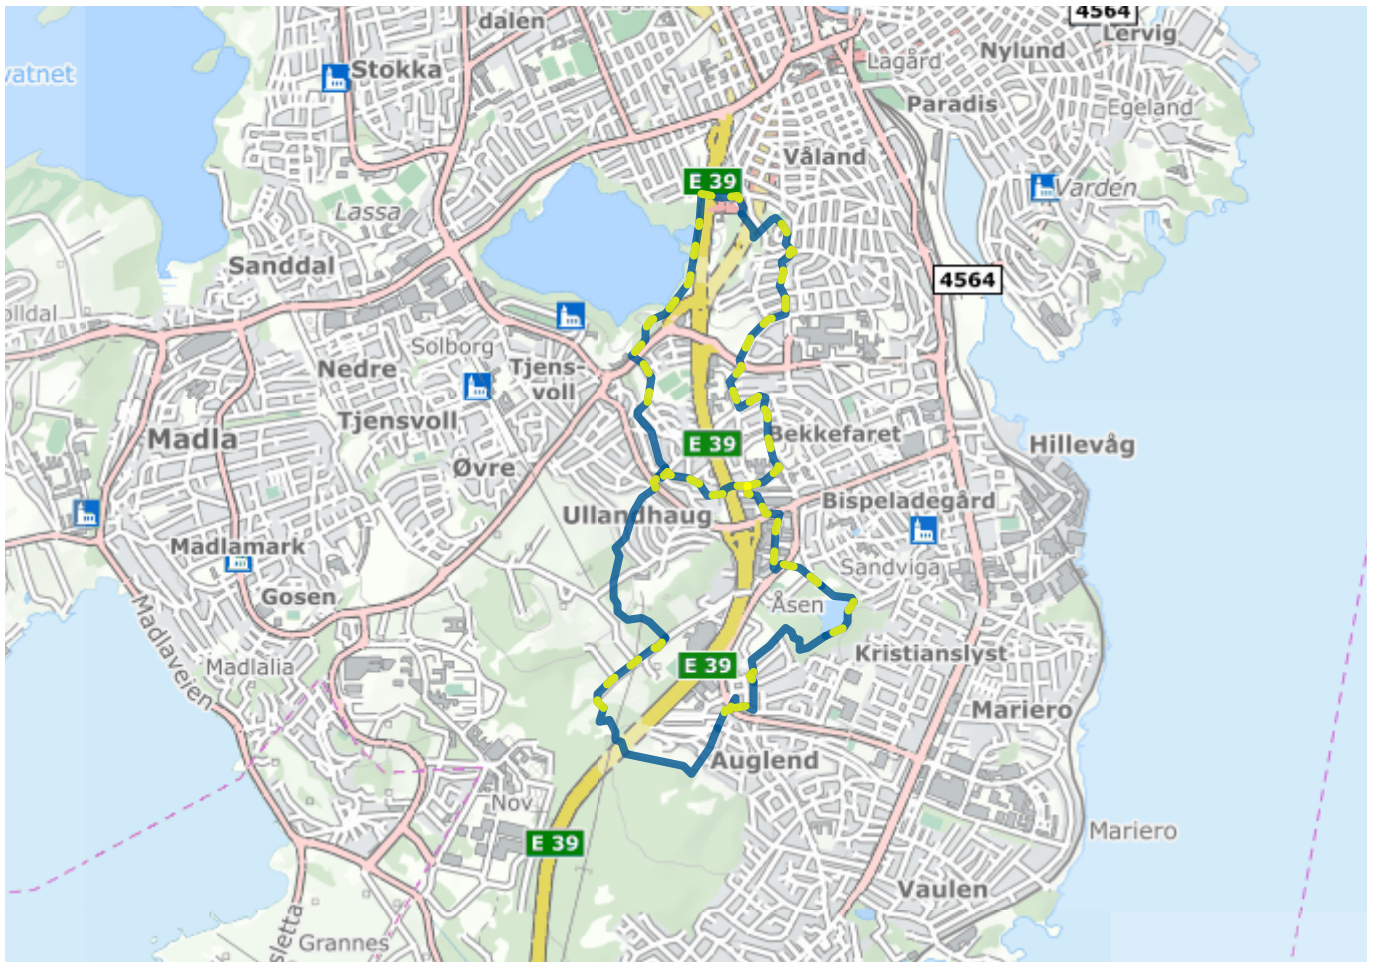 4564
dalen
Lervig
Nylund
Lagård
vatnet
Stokka
Paradis
Egeland
Våland
E 39
Varden
Lassa
Sanddal
4564
olldal
Solborg
Nedre
Tjens-
voll
Tjensvoll
Madla
E 39
Bekkefaret
Hillevåg
Øvre
Bispeladegård
Ullandhaug
Madlamark
Sandviga
Gosen
Åsen
Madlaveien
Madlalia
E 39
Kristianslyst
Mariero
Auglend
Nov
Mariero
E 39
Vaulen
sletta
Grannes